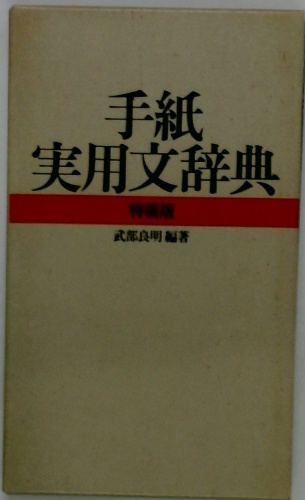 手紙
実用文辞典
特装版
武部良明 編著